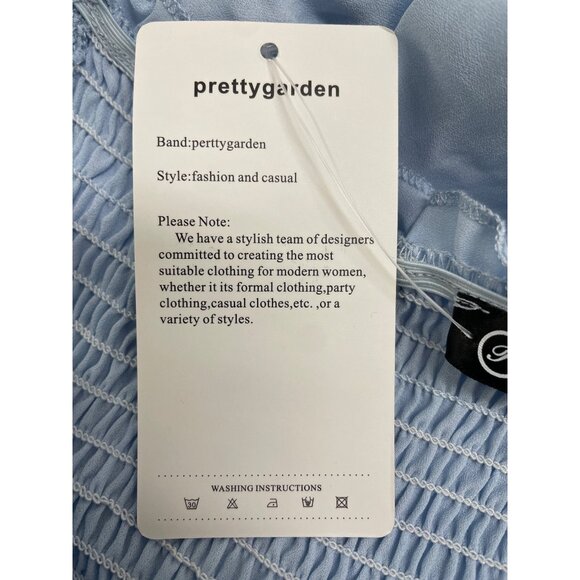 prettygarden
Band:perttygarden
Style:fashion and casual
Please Note:
We have a stylish team of designers
committed to creating the most
suitable clothing for modern women,
whether it its formal clothing,party
clothing,casual clothes,etc. ,or a
variety of styles.
WASHING INSTRUCTIONS
30